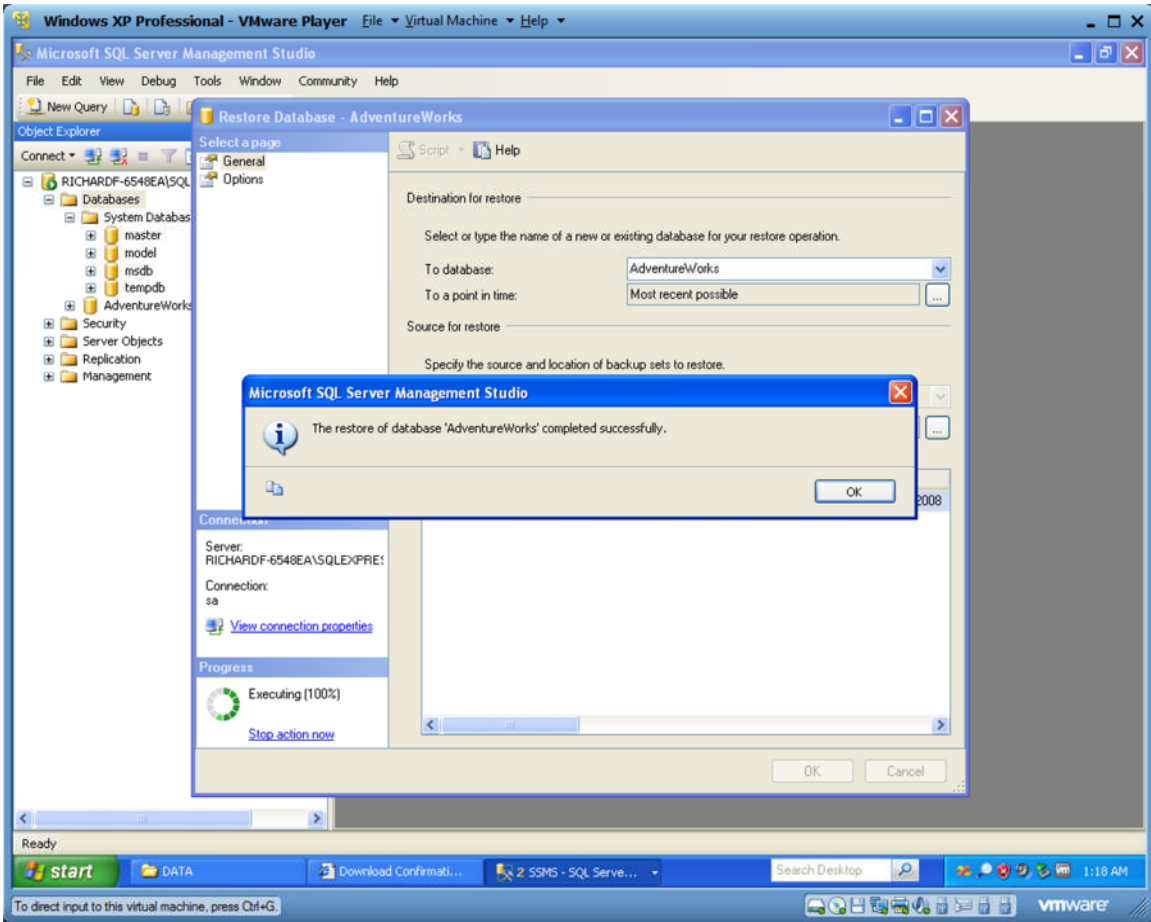 Windows XP Professional - VMware Player File Virtual Machine Help
Microsoft SQL Server Management Studio
File Edit View Debug Tools Window Community Help
New Query
Object Explorer
Connect
RICHARDF-6548EA\SQL
Databases
System Databas
master
model
msdb
tempdb
AdventureWorks
Security
Server Objects
Replication
Management
Restore Database - AdventureWorks
Select a page
General
Options
Script Help
Destination for restore
Select or type the name of a new or existing database for your restore operation.
To database: AdventureWorks
To a point in time: Most recent possible
...
Source for restore
Specify the source and location of backup sets to restore.
...
Microsoft SQL Server Management Studio
The restore of database 'AdventureWorks' completed successfully.
OK
2008
Connection
Server:
RICHARDF-6548EA\SQLEXPRES
Connection:
sa
View connection properties
Progress
Executing (100%)
Stop action now
OK Cancel
Ready
start DATA Download Confirmati... 2 SSMS - SQL Serve... Search Desktop 1:18 AM
To direct input to this virtual machine, press Ctrl+G. vmware